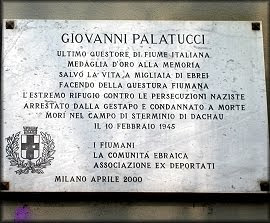 GIOVANNI PALATUCCI
ULTIMO QUESTORE DI FIUME ITALIANA
MEDAGLIA D'ORO ALLA MEMORIA
SALVÒ LA VITA A MIGLIAIA DI EBREI
FACENDO DELLA QUESTURA FIUMANA
L'ESTREMO RIFUGIO CONTRO LE PERSECUZIONI NAZISTE
ARRESTATO DALLA GESTAPO E CONDANNATO A MORTE
MORÌ NEL CAMPO DI STERMINIO DI DACHAU
IL 10 FEBBRAIO 1945
I FIUMANI
LA COMUNITÀ EBRAICA
ASSOCIAZIONE EX DEPORTATI
MILANO APRILE 2000